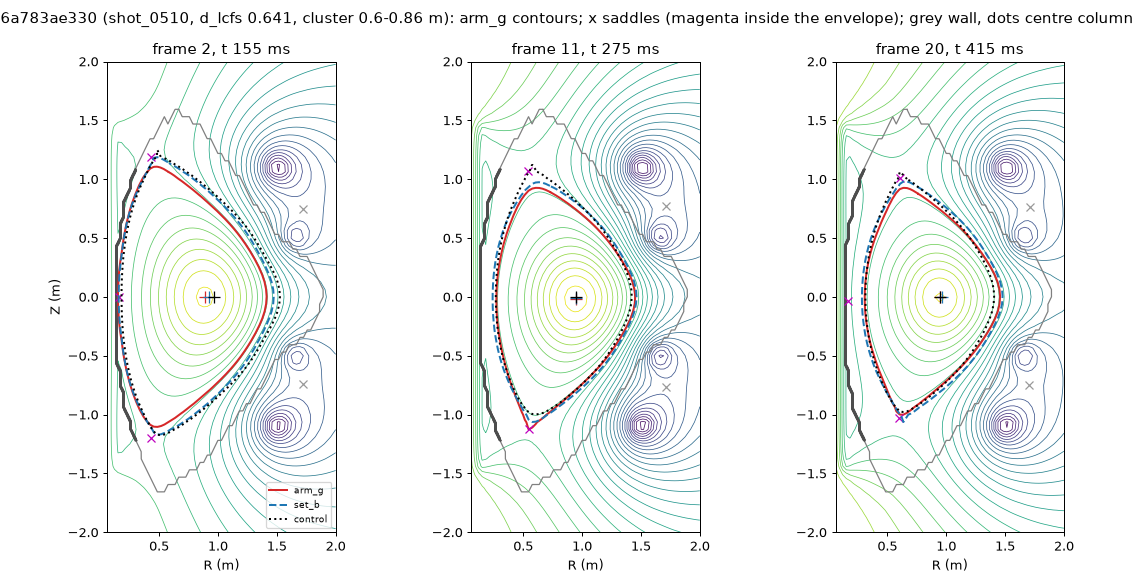 6a783ae330 (shot_0510, d_lcfs 0.641, cluster 0.6-0.86 m): arm_g contours; x saddles (magenta inside the envelope); grey wall, dots centre column
frame 2, t 155 ms
frame 11, t 275 ms
frame 20, t 415 ms
Z (m)
2.0
1.5
1.0
0.5
0.0
−0.5
−1.0
−1.5
−2.0
2.0
1.5
1.0
0.5
0.0
−0.5
−1.0
−1.5
−2.0
2.0
1.5
1.0
0.5
0.0
−0.5
−1.0
−1.5
−2.0
arm_g
set_b
control
0.5 1.0 1.5 2.0
0.5 1.0 1.5 2.0
0.5 1.0 1.5 2.0
R (m)
R (m)
R (m)